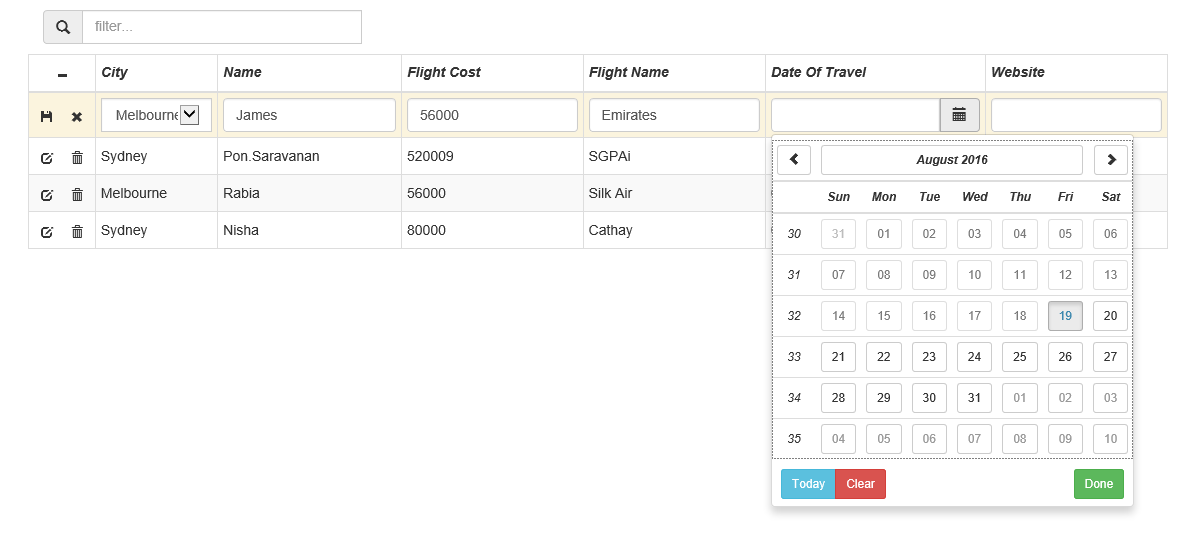 filter...
City Name Flight Cost Flight Name Date Of Travel Website
Melbourne James 56000 Emirates
Sydney Pon.Saravanan 520009 SGPAi
Melbourne Rabia 56000 Silk Air
Sydney Nisha 80000 Cathay
August 2016
Sun Mon Tue Wed Thu Fri Sat
30 31 01 02 03 04 05 06
31 07 08 09 10 11 12 13
32 14 15 16 17 18 19 20
33 21 22 23 24 25 26 27
34 28 29 30 31 01 02 03
35 04 05 06 07 08 09 10
Today Clear Done